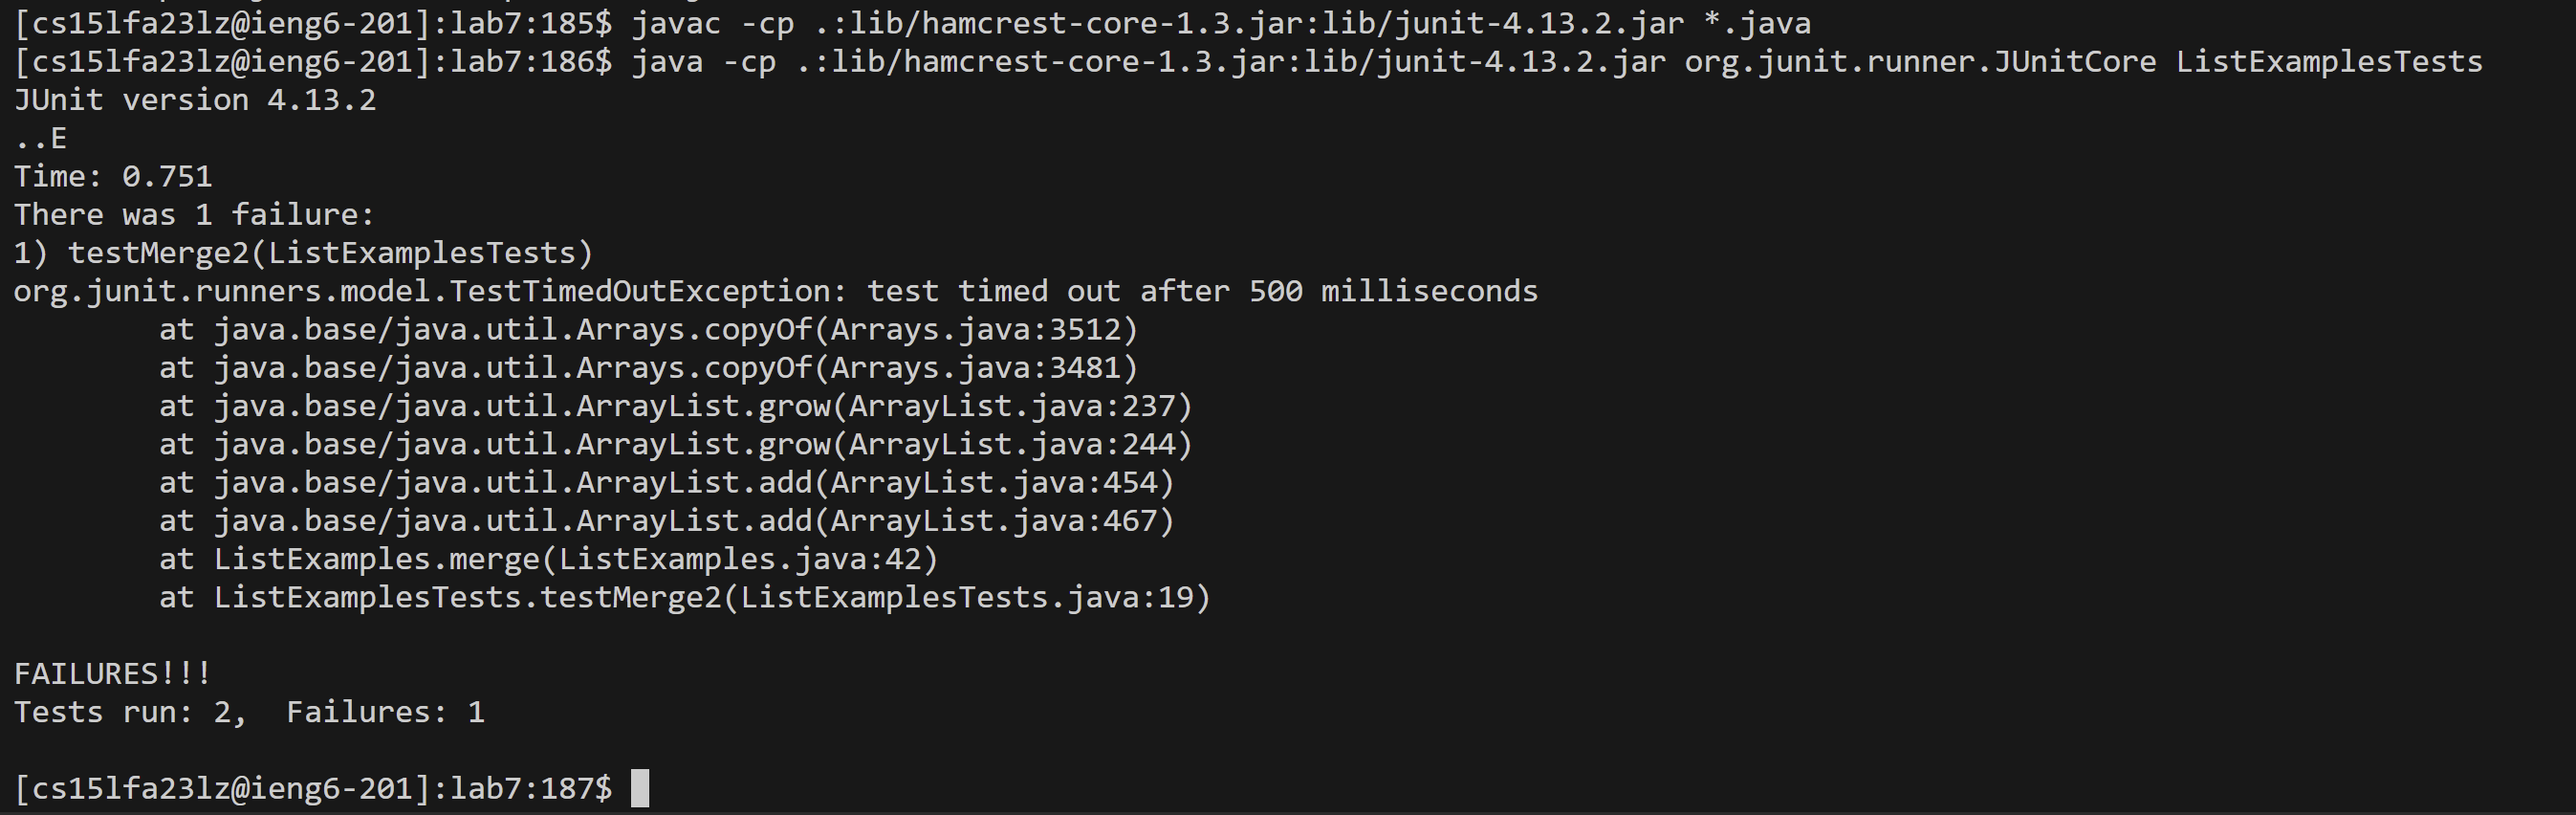 [cs15lfa23lz@ieng6-201]:lab7:185$ javac -cp .:lib/hamcrest-core-1.3.jar:lib/junit-4.13.2.jar *.java
[cs15lfa23lz@ieng6-201]:lab7:186$ java -cp .:lib/hamcrest-core-1.3.jar:lib/junit-4.13.2.jar org.junit.runner.JUnitCore ListExamplesTests
JUnit version 4.13.2
..E
Time: 0.751
There was 1 failure:
1) testMerge2(ListExamplesTests)
org.junit.runners.model.TestTimedOutException: test timed out after 500 milliseconds
        at java.base/java.util.Arrays.copyOf(Arrays.java:3512)
        at java.base/java.util.Arrays.copyOf(Arrays.java:3481)
        at java.base/java.util.ArrayList.grow(ArrayList.java:237)
        at java.base/java.util.ArrayList.grow(ArrayList.java:244)
        at java.base/java.util.ArrayList.add(ArrayList.java:454)
        at java.base/java.util.ArrayList.add(ArrayList.java:467)
        at ListExamples.merge(ListExamples.java:42)
        at ListExamplesTests.testMerge2(ListExamplesTests.java:19)

FAILURES!!!
Tests run: 2,  Failures: 1

[cs15lfa23lz@ieng6-201]:lab7:187$